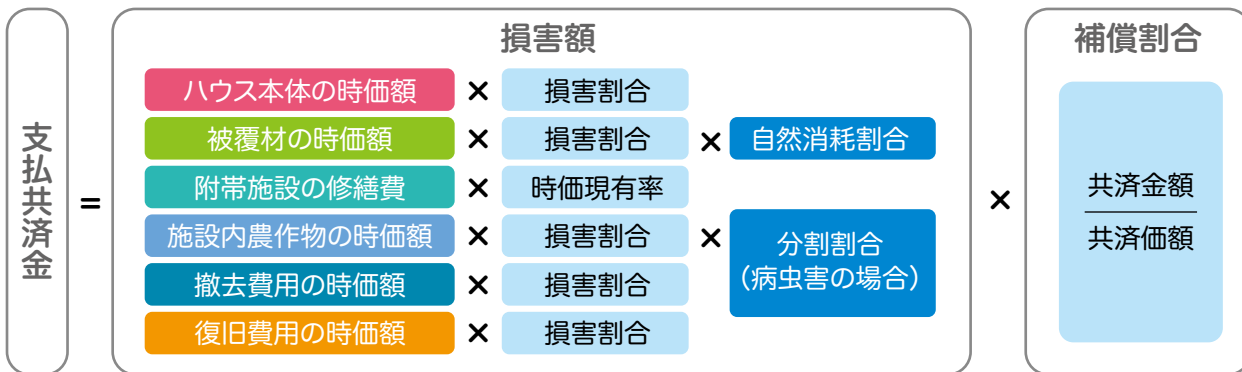 支払共済金
=
損害額
ハウス本体の時価額 × 損害割合
被覆材の時価額 × 損害割合 × 自然消耗割合
附帯施設の修繕費 × 時価現有率
施設内農作物の時価額 × 損害割合 × 分割割合
(病虫害の場合)
撤去費用の時価額 × 損害割合
復旧費用の時価額 × 損害割合
×
補償割合
共済金額
共済価額